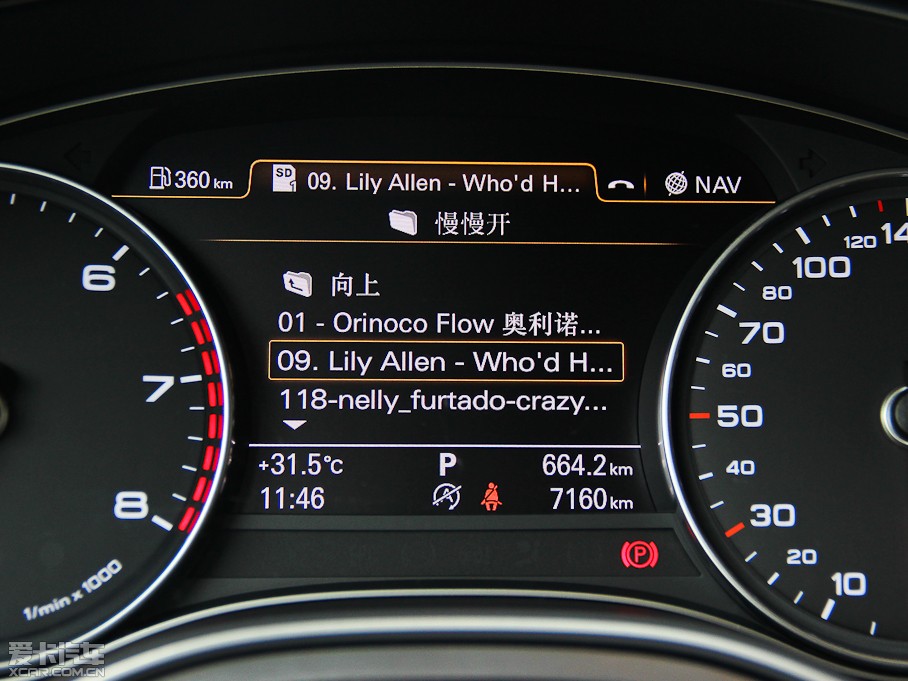 360 km
SD 1
09. Lily Allen - Who'd H...
NAV
慢慢开
向上
01 - Orinoco Flow 奥利诺...
09. Lily Allen - Who'd H...
118-nelly_furtado-crazy...
+31.5°C
P
664.2 km
11:46
A
7160 km
P
6
7
8
1/min x 1000
14
120
100
80
70
60
50
40
30
20
10
爱卡汽车
XCAR.COM.CN